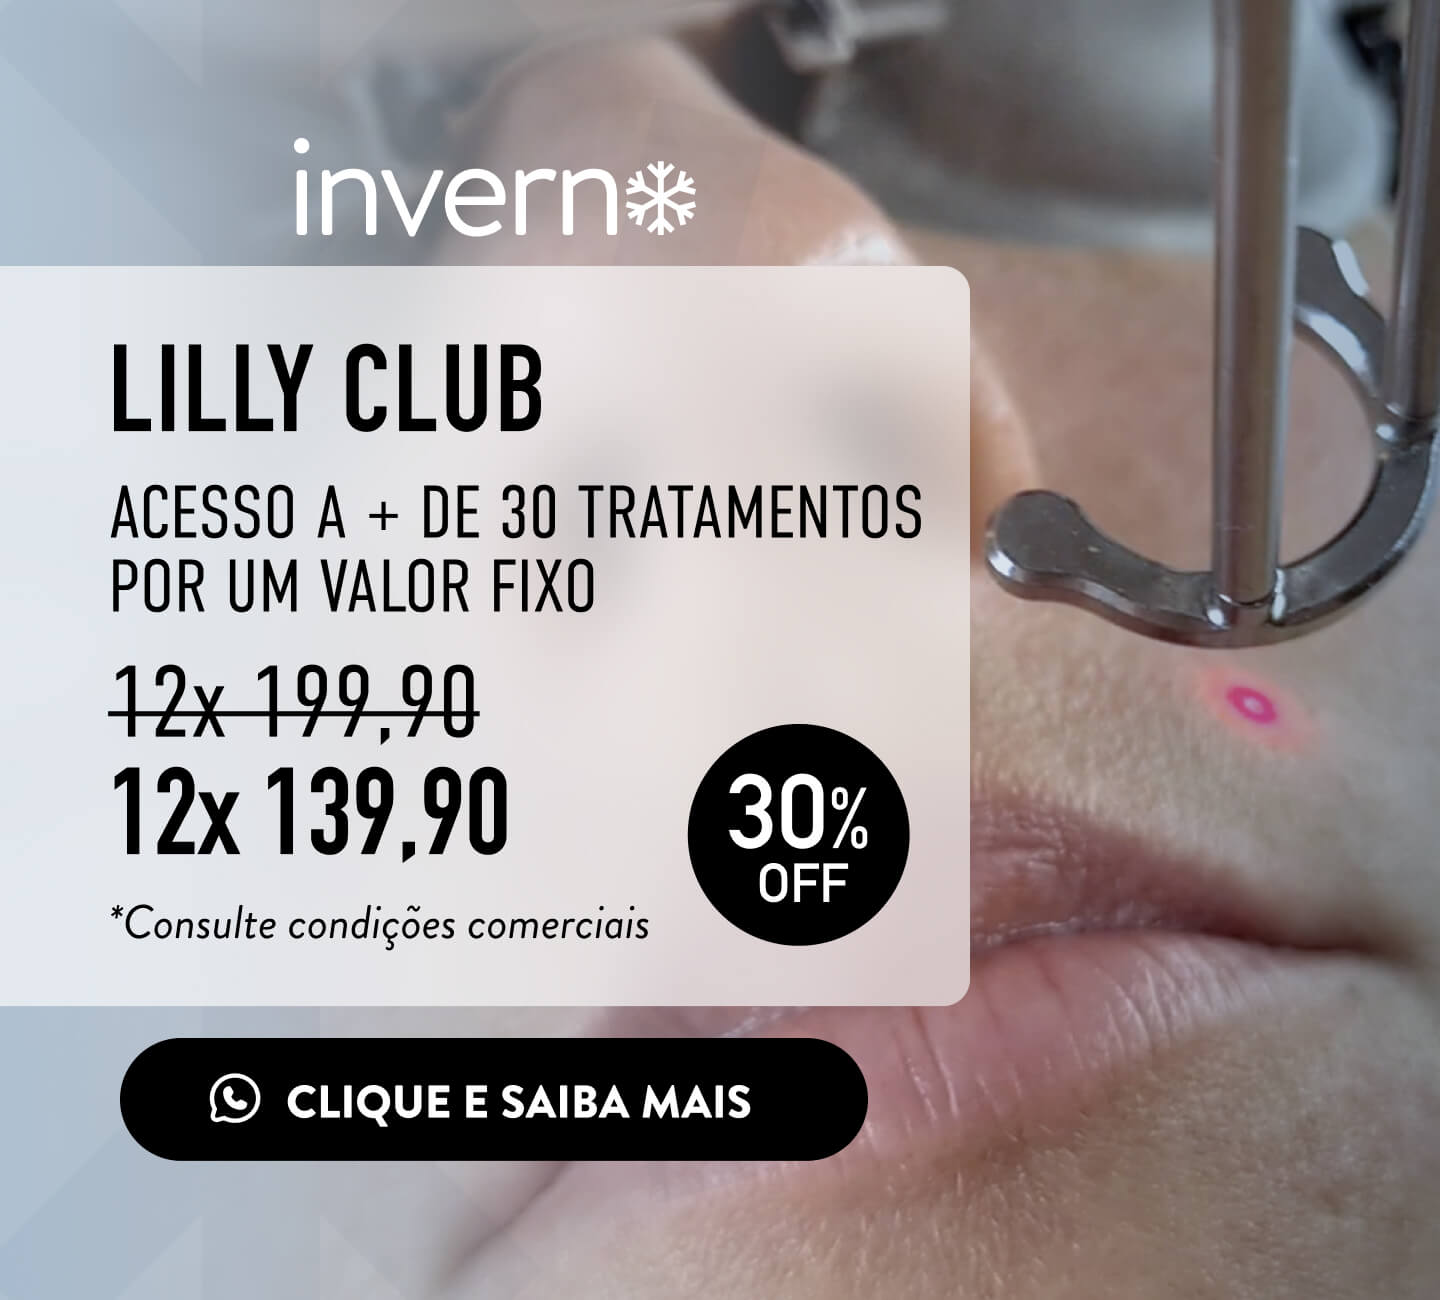 inverno
LILLY CLUB
ACESSO A + DE 30 TRATAMENTOS
POR UM VALOR FIXO
12x 199,90
12x 139,90
30%
OFF
*Consulte condições comerciais
CLIQUE E SAIBA MAIS